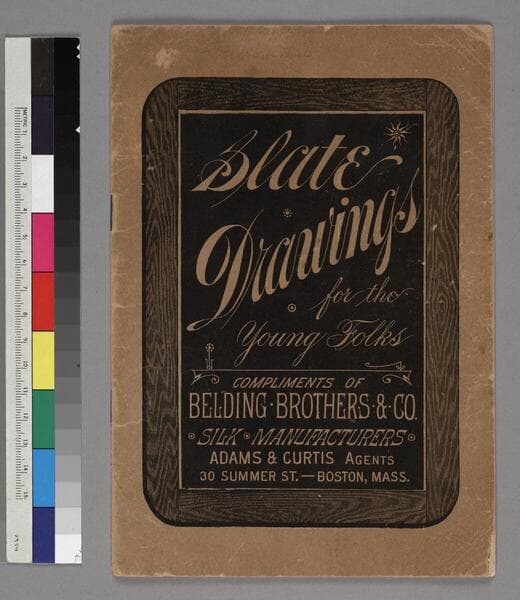 Slate
Drawings
for the
Young Folks
COMPLIMENTS OF
BELDING·BROTHERS·&·CO.
SILK·MANUFACTURERS
ADAMS & CURTIS AGENTS
30 SUMMER ST.—BOSTON, MASS.